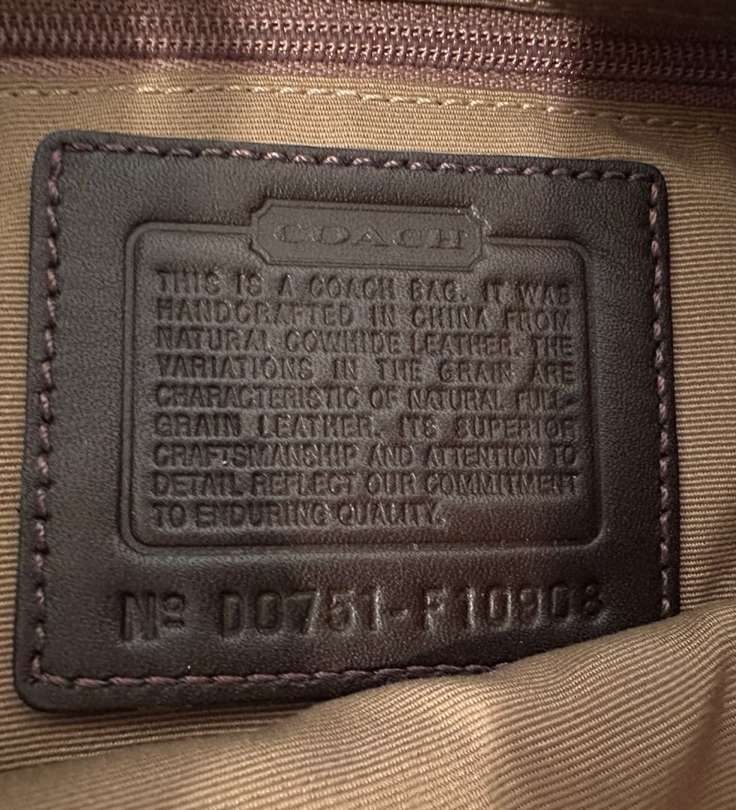 COACH
THIS IS A COACH BAG. IT WAS
HANDCRAFTED IN CHINA FROM
NATURAL COWHIDE LEATHER. THE
VARIATIONS IN THE GRAIN ARE
CHARACTERISTIC OF NATURAL FULL-
GRAIN LEATHER. ITS SUPERIOR
CRAFTSMANSHIP AND ATTENTION TO
DETAIL REFLECT OUR COMMITMENT
TO ENDURING QUALITY.
Nº D0751-F10908